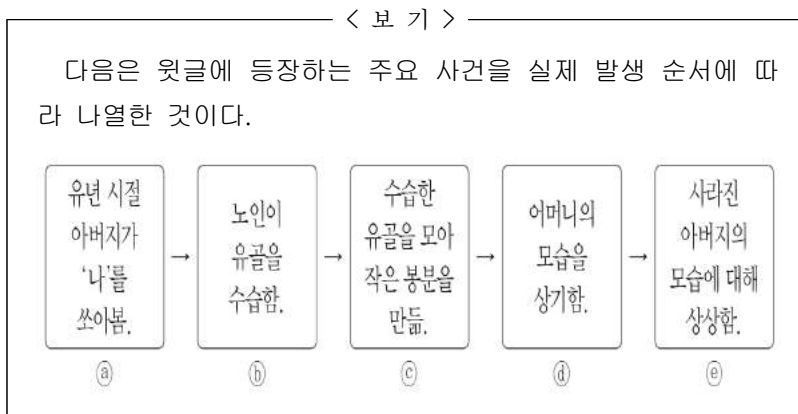 < 보 기 >
다음은 윗글에 등장하는 주요 사건을 실제 발생 순서에 따
라 나열한 것이다.
유년 시절
아버지가
'나'를
쏘아봄.
→
노인이
유골을
수습함.
→
수습한
유골을 모아
작은 봉분을
만듦.
→
어머니의
모습을
상기함.
→
사라진
아버지의
모습에 대해
상상함.
ⓐ
ⓑ
ⓒ
ⓓ
ⓔ